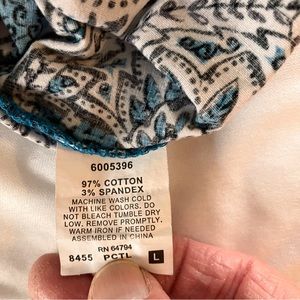 6005396
97% COTTON
3% SPANDEX
MACHINE WASH COLD
WITH LIKE COLORS. DO
NOT BLEACH TUMBLE DRY
LOW. REMOVE PROMPTLY.
WARM IRON IF NEEDED
ASSEMBLED IN CHINA
RN 64794
8455 PCTL L